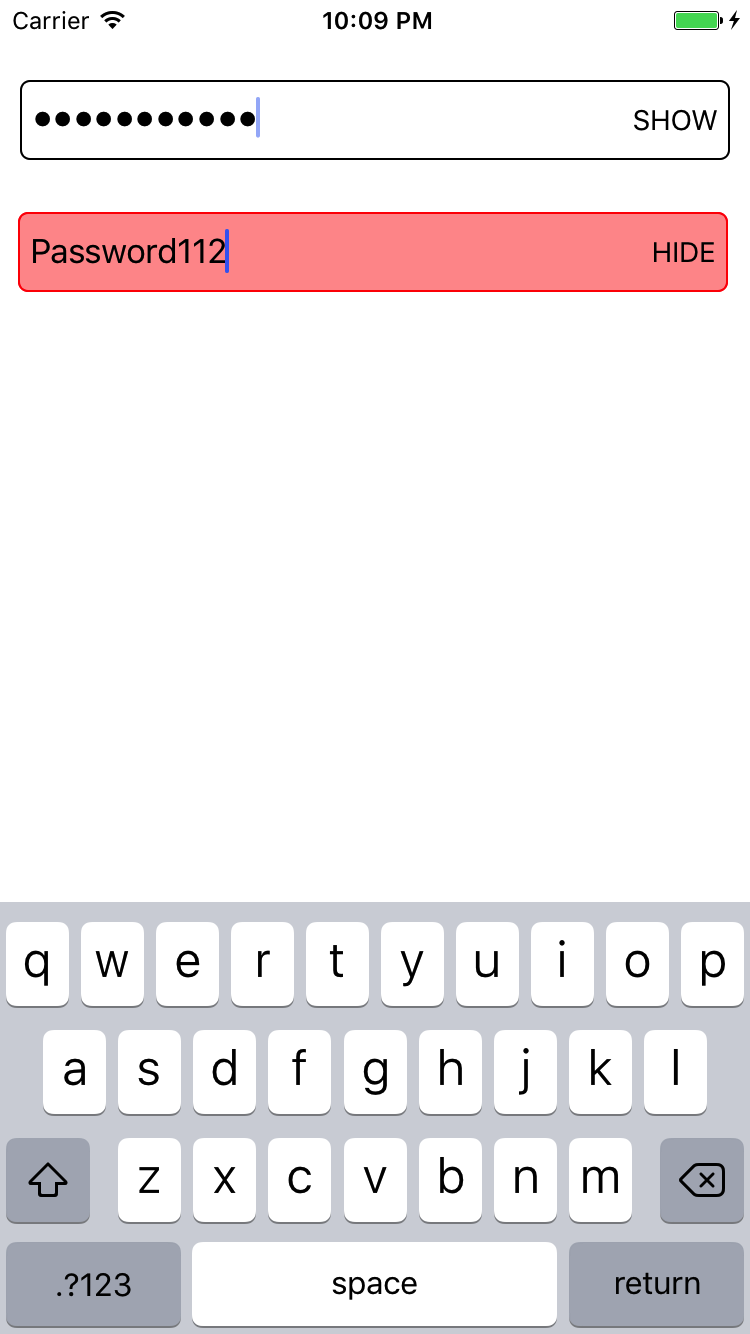 Carrier 10:09 PM
••••••••••• SHOW
Password112 HIDE
q w e r t y u i o p
a s d f g h j k l
z x c v b n m
.?123 space return